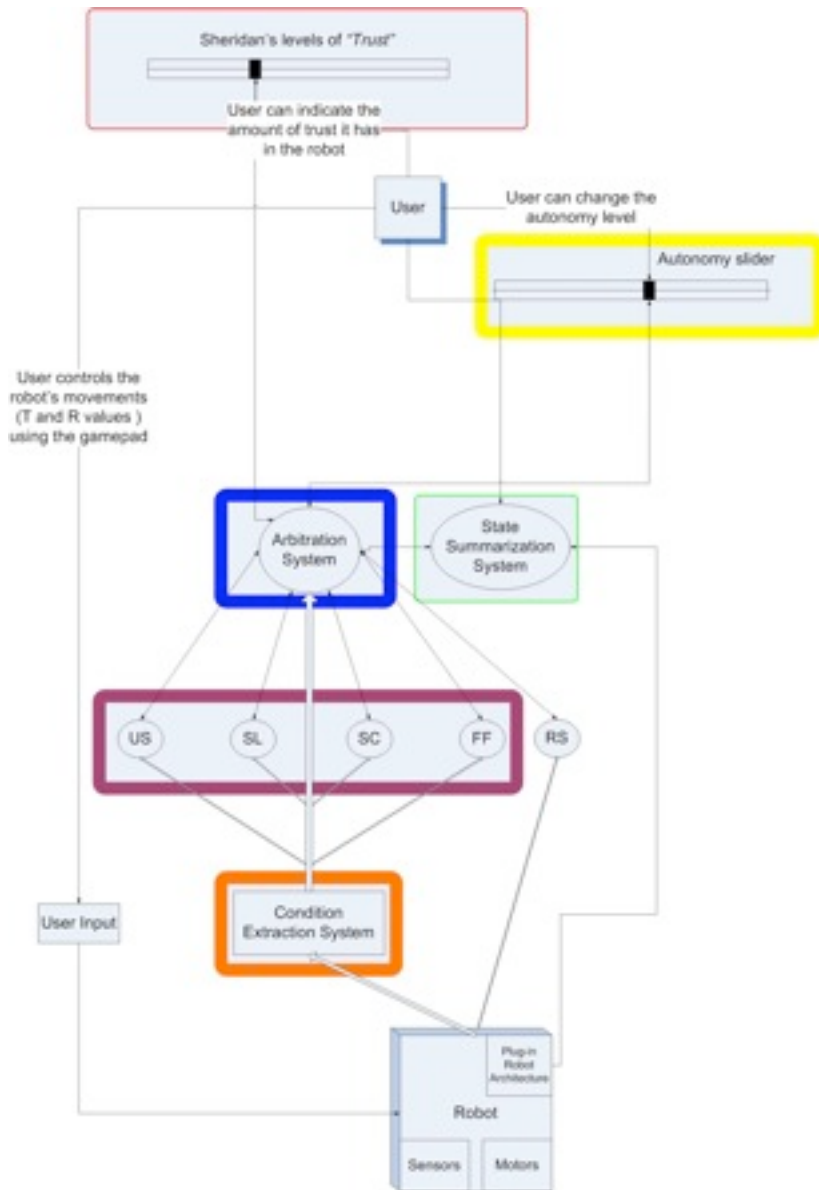 Sheridan's levels of "Trust"
User can indicate the
amount of trust it has
in the robot
User
User can change the
autonomy level
Autonomy slider
User controls the
robot's movements
(T and R values )
using the gamepad
Arbitration
System
State
Summarization
System
US
SL
SC
FF
RS
User Input
Condition
Extraction System
Plug-in
Robot
Architecture
Robot
Sensors
Motors